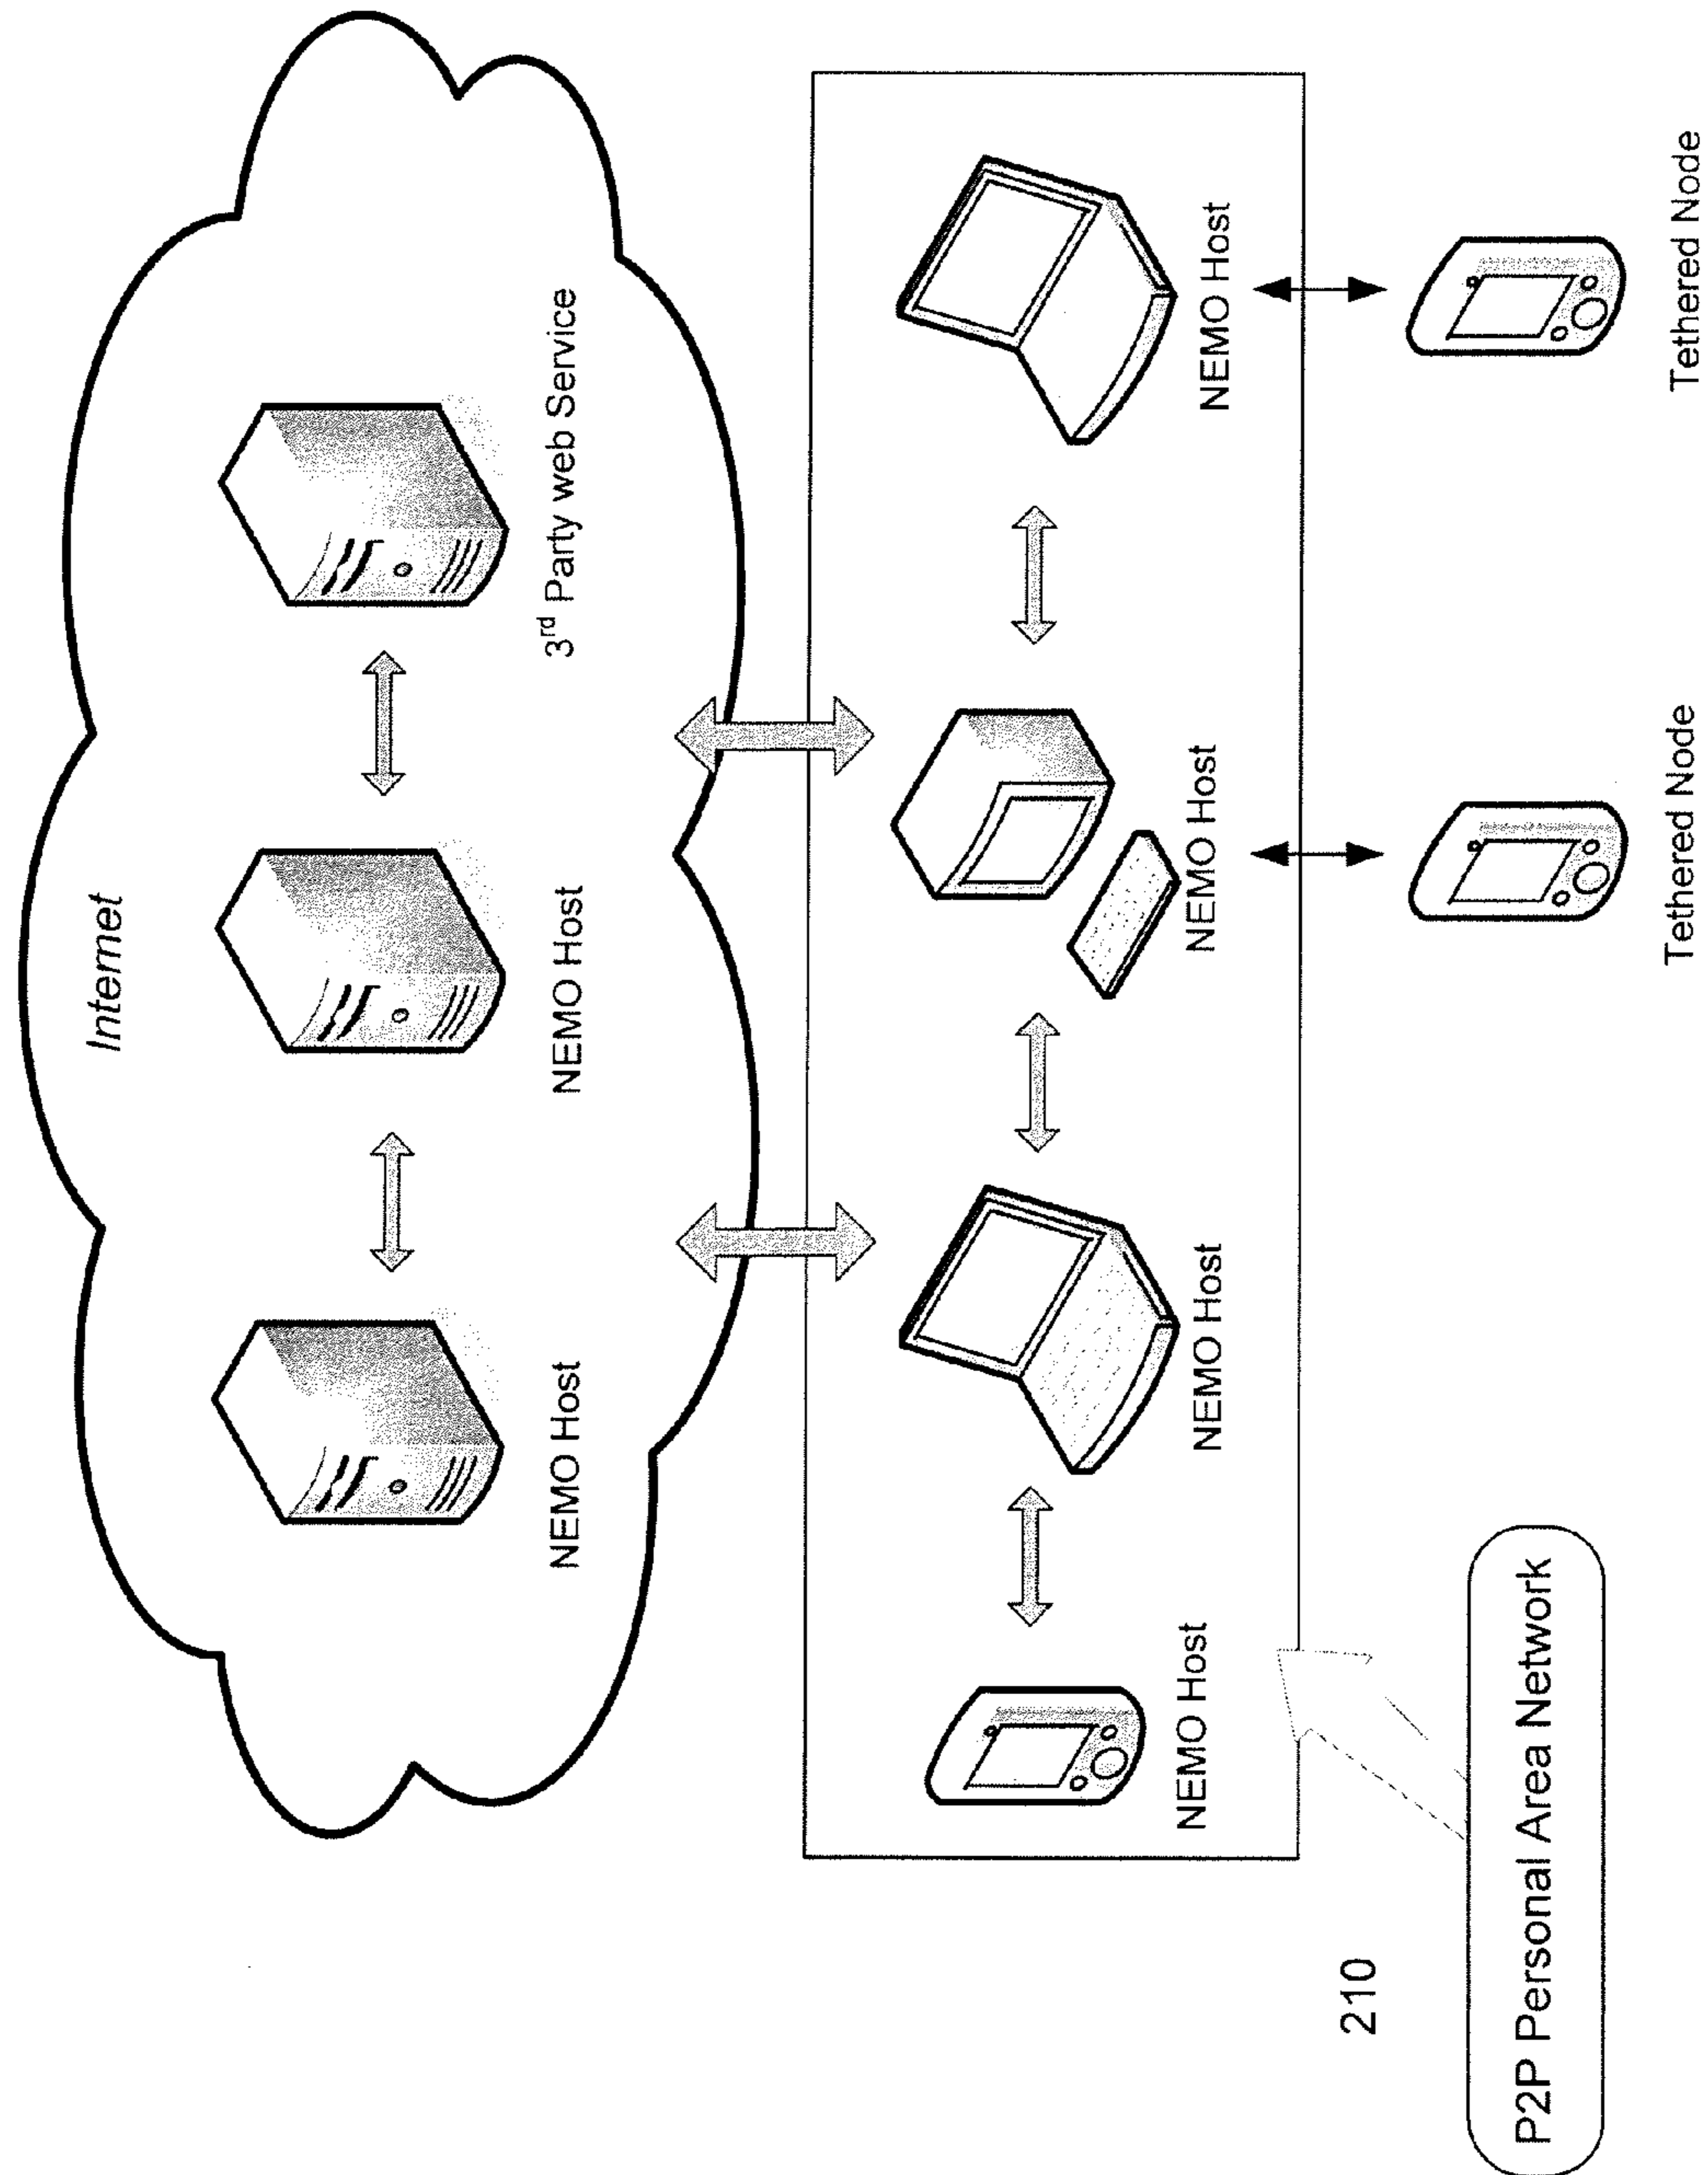 Internet
NEMO Host
NEMO Host
3rd Party web Service
NEMO Host
NEMO Host
NEMO Host
NEMO Host
210
P2P Personal Area Network
Tethered Node
Tethered Node